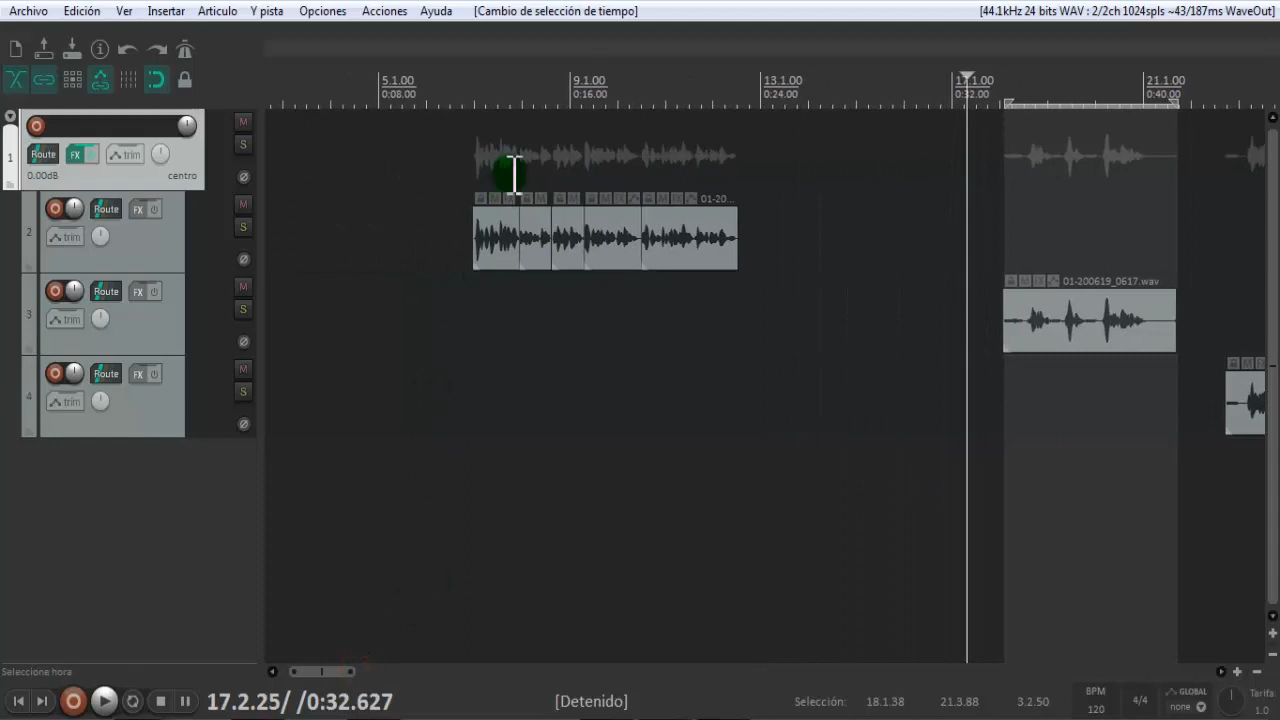 Archivo Edición Ver Insertar Articulo Y pista Opciones Acciones Ayuda [Cambio de selección de tiempo] [44.1kHz 24 bits WAV : 2/2ch 1024spls ~43/187ms WaveOut]
5.1.00 9.1.00 13.1.00 17.1.00 21.1.00
0:08.00 0:16.00 0:24.00 0:32.00 0:40.00
M
1 Route FX trim S
0.00dB centro
01-20...
2 Route FX M
trim S
01-200619_0617.wav
3 Route FX M
trim S
4 Route FX M
trim S
Seleccione hora
17.2.25/ /0:32.627 [Detenido] Selección: 18.1.38 21.3.88 3.2.50 BPM 120 4/4 GLOBAL none Tarifa: 1.0